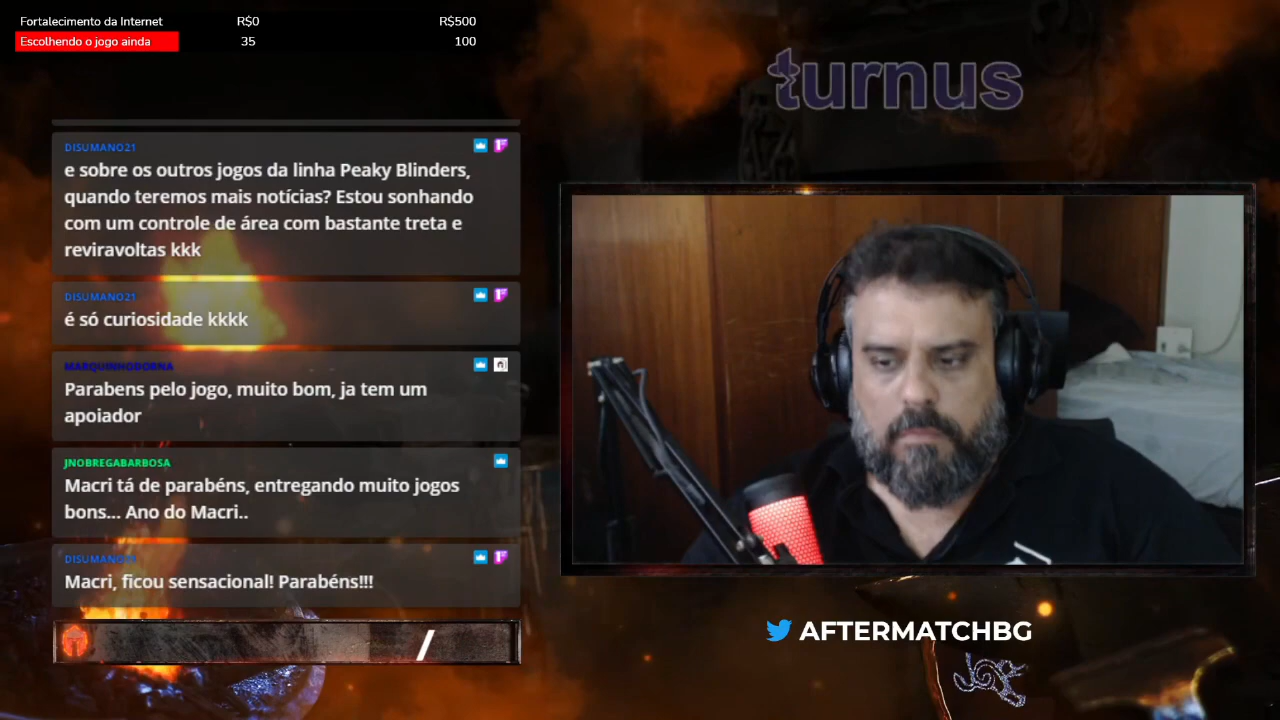 Fortalecimento da Internet R$0 R$500
Escolhendo o jogo ainda 35 100
turnus
DISUMANO21
e sobre os outros jogos da linha Peaky Blinders,
quando teremos mais notícias? Estou sonhando
com um controle de área com bastante treta e
reviravoltas kkk
DISUMANO21
é só curiosidade kkkk
MARQUINHODORNA
Parabens pelo jogo, muito bom, ja tem um
apoiador
JNOBREGABARBOSA
Macri tá de parabéns, entregando muito jogos
bons... Ano do Macri..
DISUMANO21
Macri, ficou sensacional! Parabéns!!!
/
AFTERMATCHBG